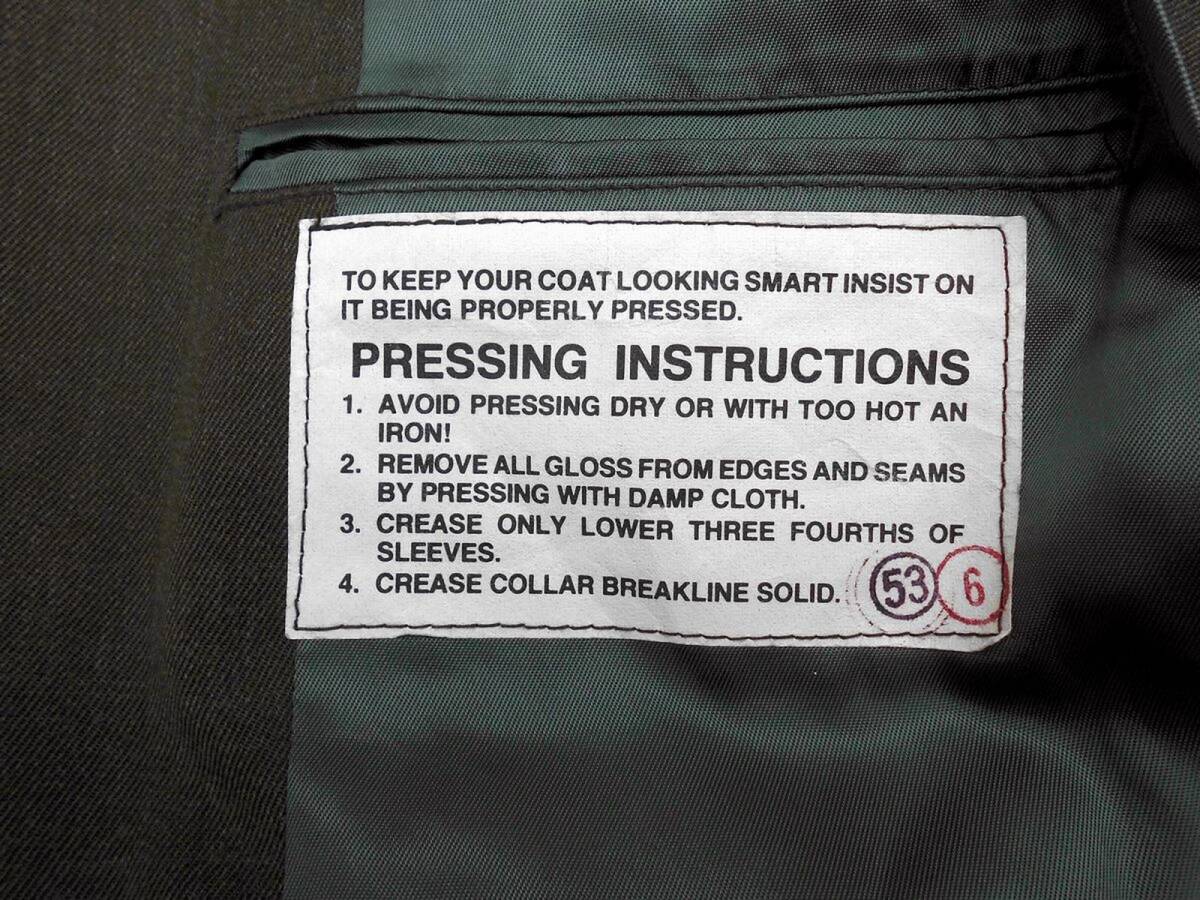 TO KEEP YOUR COAT LOOKING SMART INSIST ON
IT BEING PROPERLY PRESSED.
PRESSING INSTRUCTIONS
1. AVOID PRESSING DRY OR WITH TOO HOT AN
IRON!
2. REMOVE ALL GLOSS FROM EDGES AND SEAMS
BY PRESSING WITH DAMP CLOTH.
3. CREASE ONLY LOWER THREE FOURTHS OF
SLEEVES.
4. CREASE COLLAR BREAKLINE SOLID.
53 6